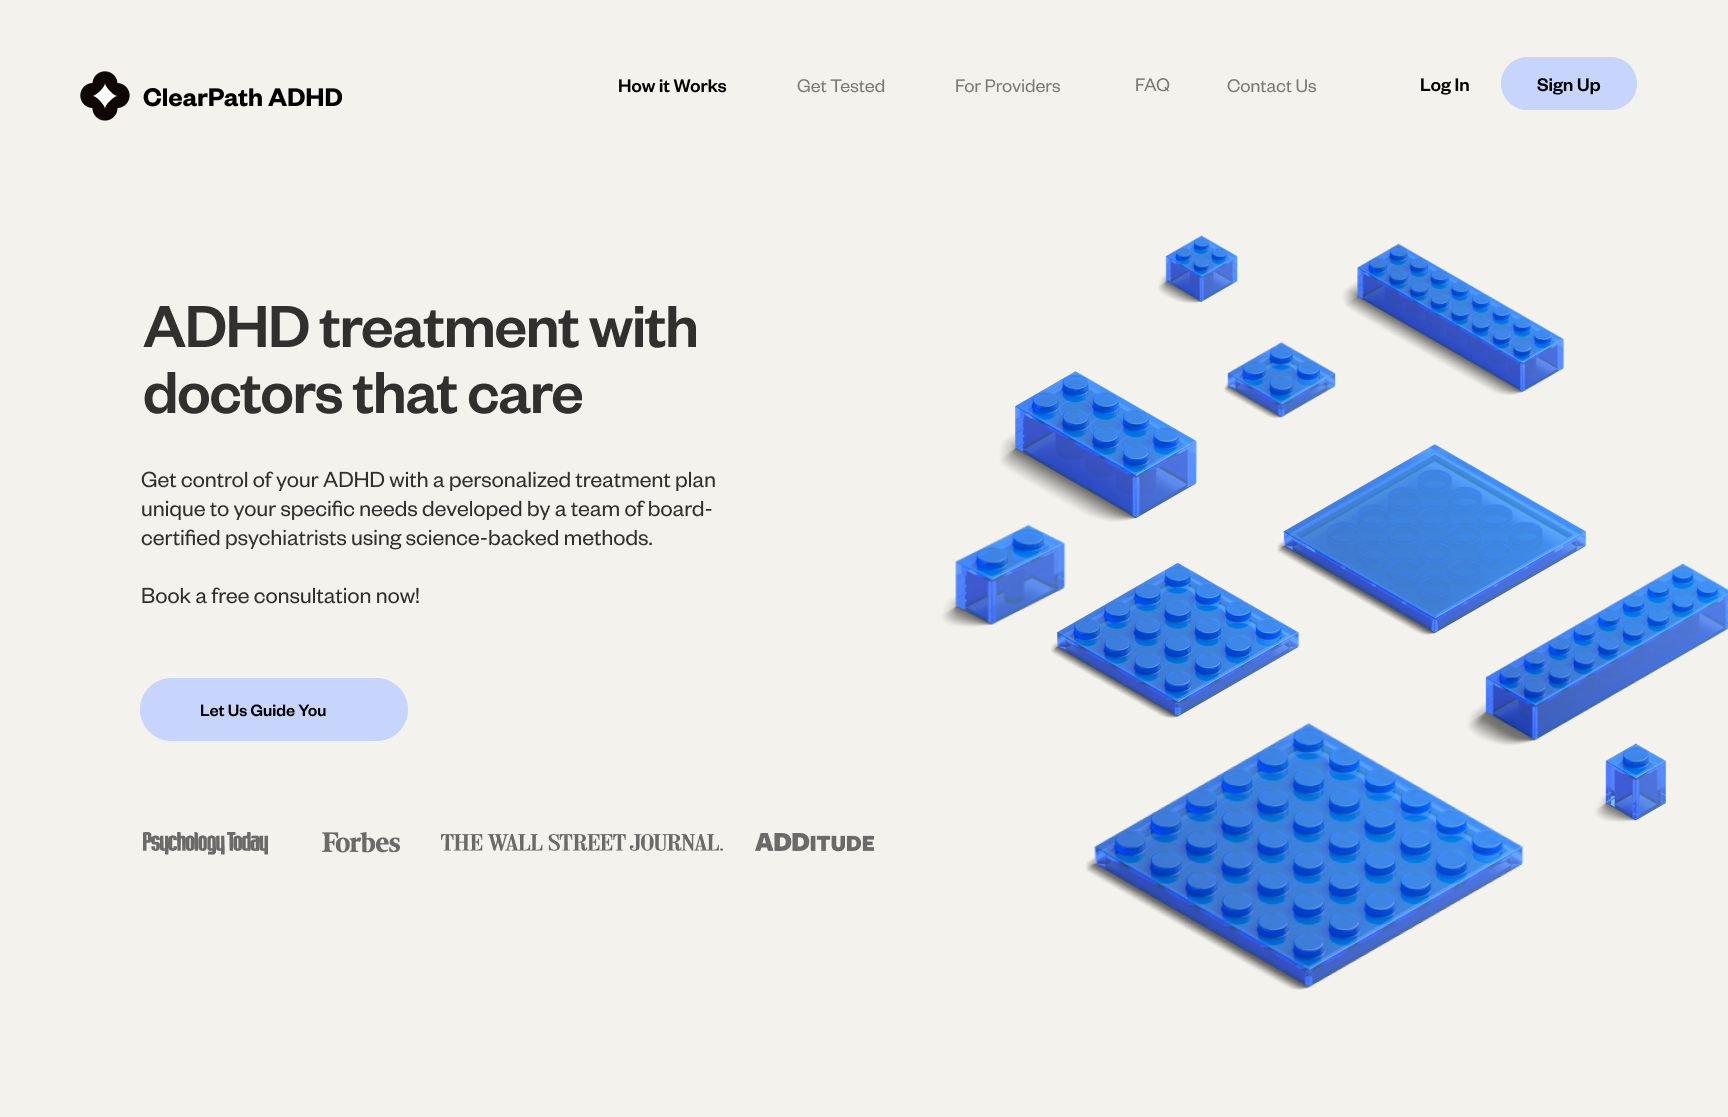 ClearPath ADHD
How it Works
Get Tested
For Providers
FAQ
Contact Us
Log In
Sign Up
ADHD treatment with
doctors that care
Get control of your ADHD with a personalized treatment plan
unique to your specific needs developed by a team of board-
certified psychiatrists using science-backed methods.
Book a free consultation now!
Let Us Guide You
Psychology Today
Forbes
THE WALL STREET JOURNAL.
ADDITUDE